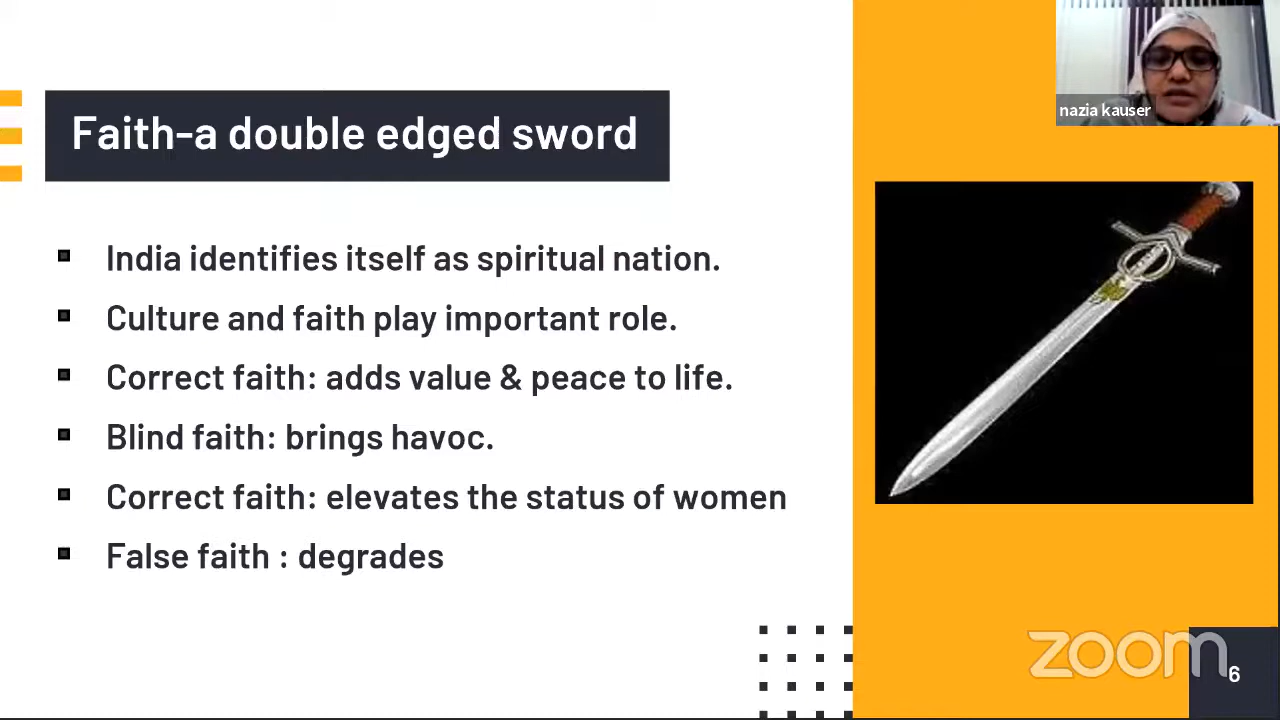 Faith-a double edged sword
India identifies itself as spiritual nation.
Culture and faith play important role.
Correct faith: adds value & peace to life.
Blind faith: brings havoc.
Correct faith: elevates the status of women
False faith : degrades
nazia kauser
zoom
6